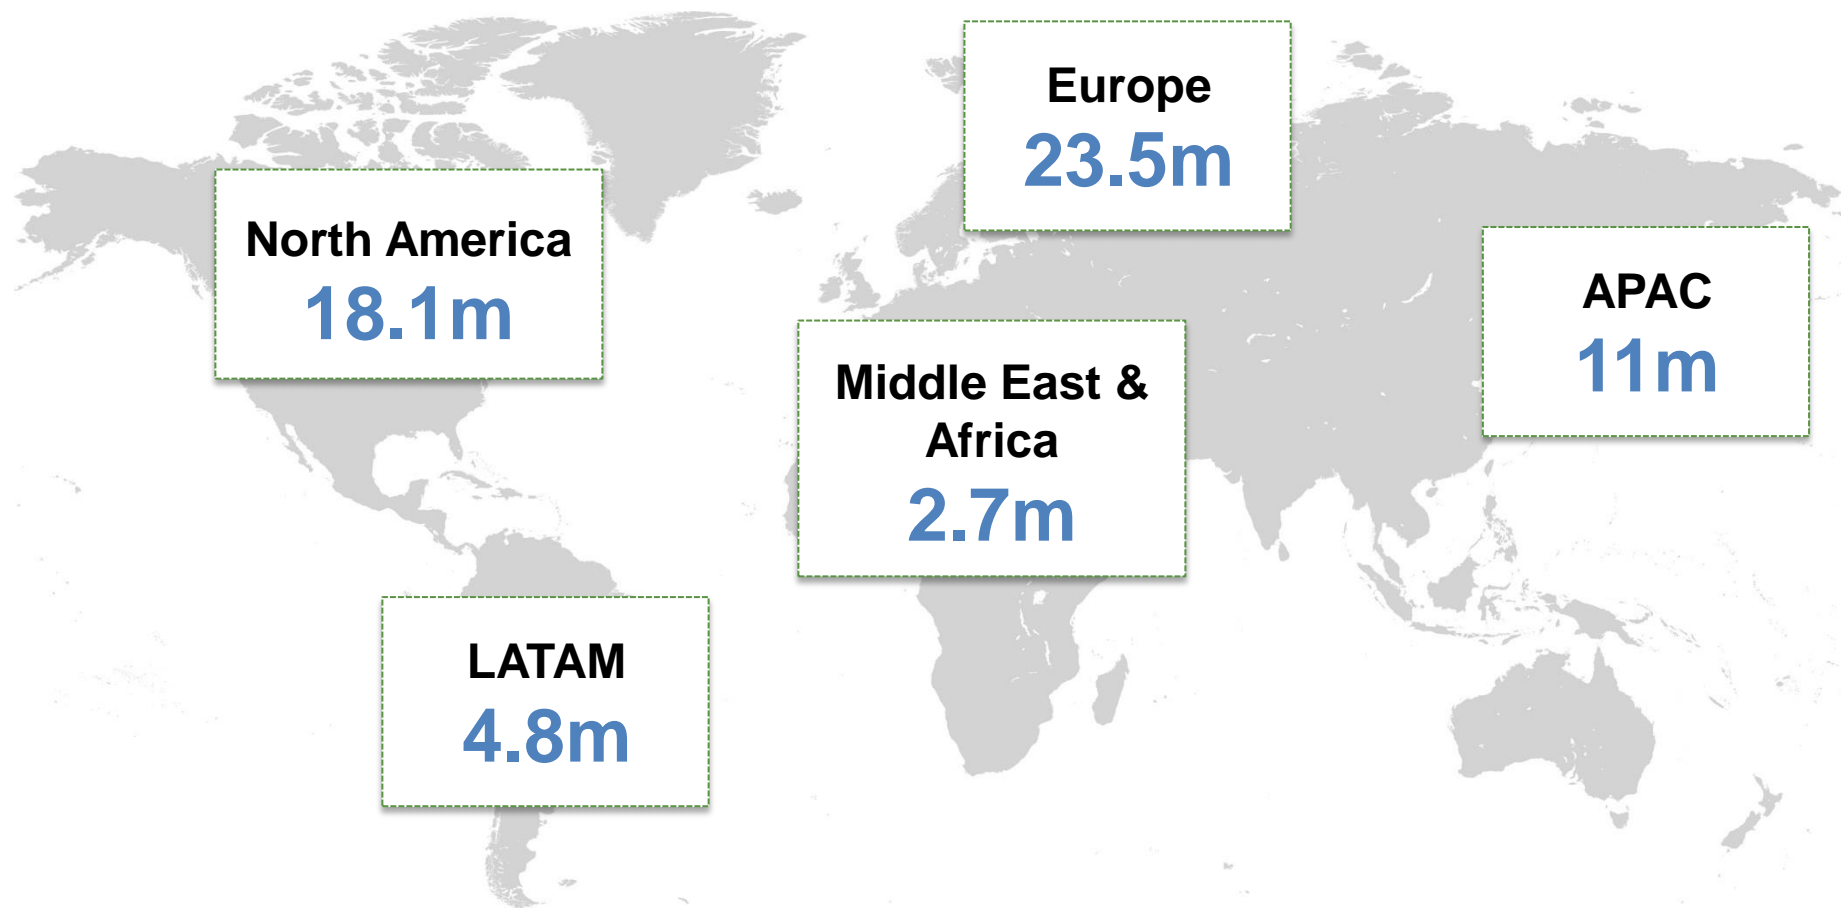 Europe
23.5m
North America
18.1m
APAC
11m
Middle East &
Africa
2.7m
LATAM
4.8m